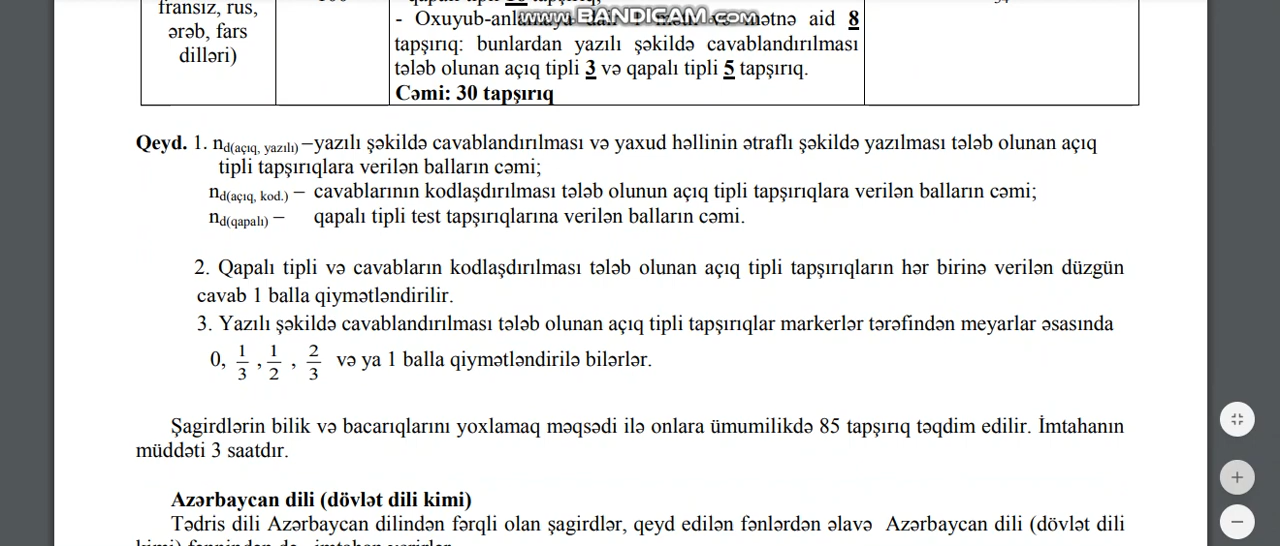 fransız, rus,
ərəb, fars
dilləri)
www.BANDICAM.com
mətnə aid 8
tapşırıq: bunlardan yazılı şəkildə cavablandırılması
tələb olunan açıq tipli 3 və qapalı tipli 5 tapşırıq.
Cəmi: 30 tapşırıq
Qeyd. 1. nd(açıq, yazılı) –yazılı şəkildə cavablandırılması və yaxud həllinin ətraflı şəkildə yazılması tələb olunan açıq
tipli tapşırıqlara verilən balların cəmi;
nd(açıq, kod.) – cavablarının kodlaşdırılması tələb olunun açıq tipli tapşırıqlara verilən balların cəmi;
nd(qapalı) – qapalı tipli test tapşırıqlarına verilən balların cəmi.
2. Qapalı tipli və cavabların kodlaşdırılması tələb olunan açıq tipli tapşırıqların hər birinə verilən düzgün
cavab 1 balla qiymətləndirilir.
3. Yazılı şəkildə cavablandırılması tələb olunan açıq tipli tapşırıqlar markerlər tərəfindən meyarlar əsasında
0, 1/3 , 1/2 , 2/3 və ya 1 balla qiymətləndirilə bilərlər.
Şagirdlərin bilik və bacarıqlarını yoxlamaq məqsədi ilə onlara ümumilikdə 85 tapşırıq təqdim edilir. İmtahanın
müddəti 3 saatdır.
Azərbaycan dili (dövlət dili kimi)
Tədris dili Azərbaycan dilindən fərqli olan şagirdlər, qeyd edilən fənlərdən əlavə Azərbaycan dili (dövlət dili